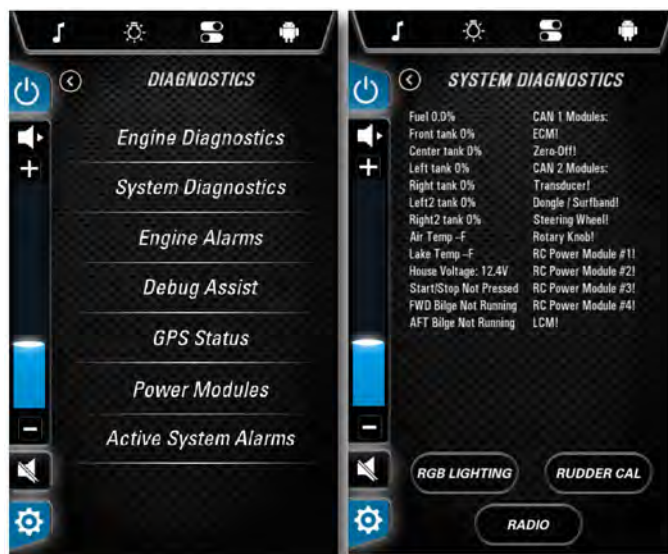 DIAGNOSTICS
Engine Diagnostics
System Diagnostics
Engine Alarms
Debug Assist
GPS Status
Power Modules
Active System Alarms
SYSTEM DIAGNOSTICS
Fuel 0.0%
Front tank 0%
Center tank 0%
Left tank 0%
Right tank 0%
Left2 tank 0%
Right2 tank 0%
Air Temp --F
Lake Temp --F
House Voltage: 12.4V
Start/Stop Not Pressed
FWD Bilge Not Running
AFT Bilge Not Running
CAN 1 Modules:
ECM!
Zero-Off!
CAN 2 Modules:
Transducer!
Dongle / Surfband!
Steering Wheel!
Rotary Knob!
RC Power Module #1!
RC Power Module #2!
RC Power Module #3!
RC Power Module #4!
LCM!
RGB LIGHTING
RUDDER CAL
RADIO